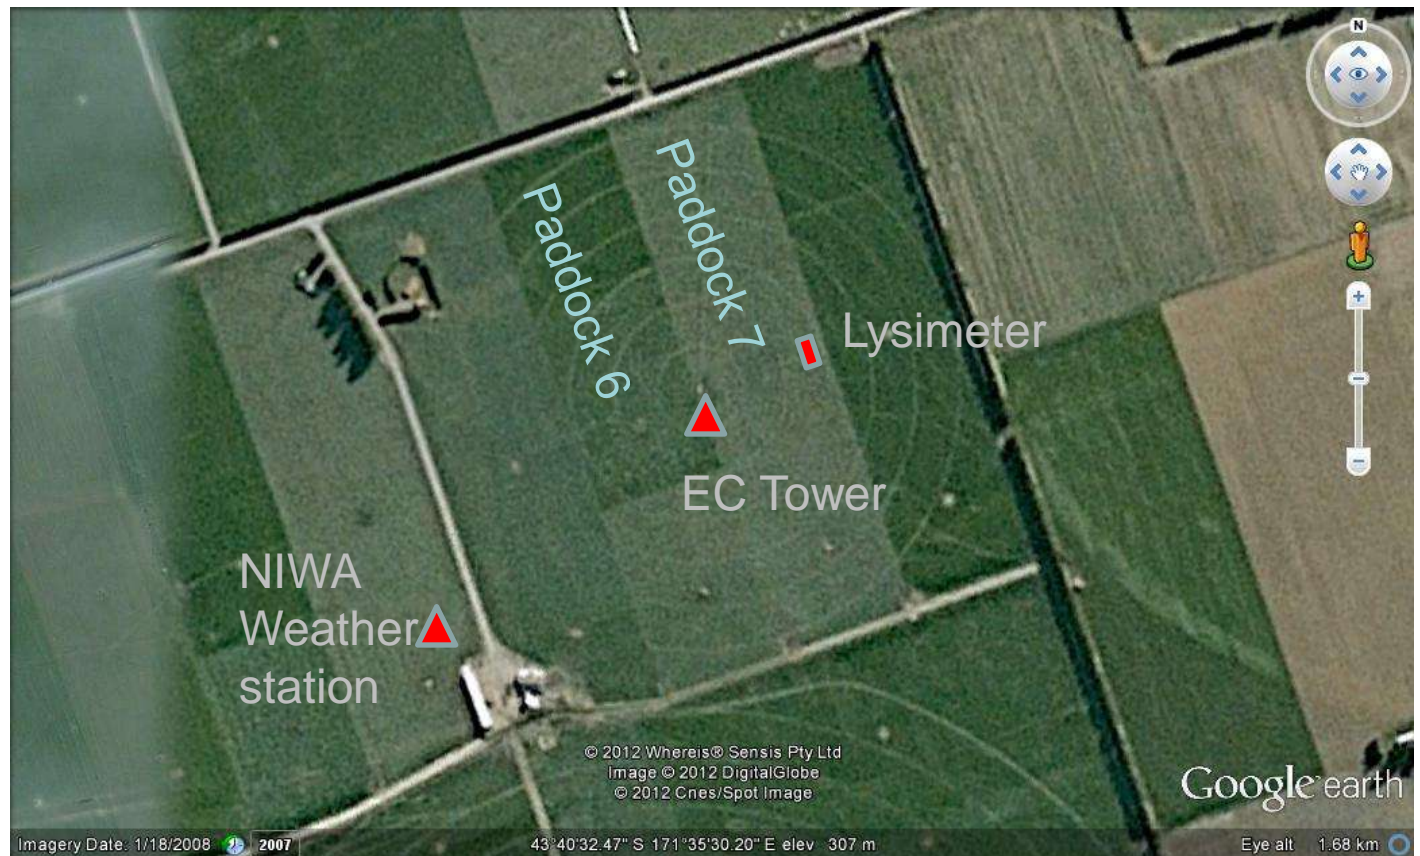 N
Paddock 6
Paddock 7
Lysimeter
EC Tower
NIWA
Weather
station
© 2012 Whereis® Sensis Pty Ltd
Image © 2012 DigitalGlobe
© 2012 Cnes/Spot Image
Google earth
Imagery Date: 1/18/2008 2007 43°40'32.47" S 171°35'30.20" E elev 307 m Eye alt 1.68 km